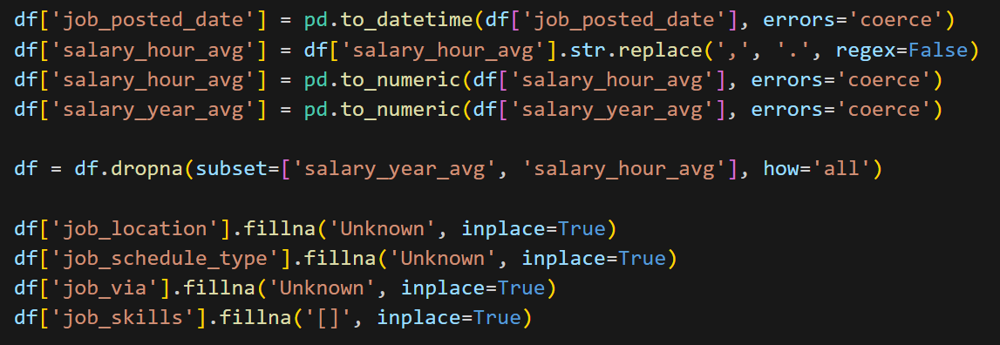 df['job_posted_date'] = pd.to_datetime(df['job_posted_date'], errors='coerce')
df['salary_hour_avg'] = df['salary_hour_avg'].str.replace(',', '.', regex=False)
df['salary_hour_avg'] = pd.to_numeric(df['salary_hour_avg'], errors='coerce')
df['salary_year_avg'] = pd.to_numeric(df['salary_year_avg'], errors='coerce')
df = df.dropna(subset=['salary_year_avg', 'salary_hour_avg'], how='all')
df['job_location'].fillna('Unknown', inplace=True)
df['job_schedule_type'].fillna('Unknown', inplace=True)
df['job_via'].fillna('Unknown', inplace=True)
df['job_skills'].fillna('[]', inplace=True)